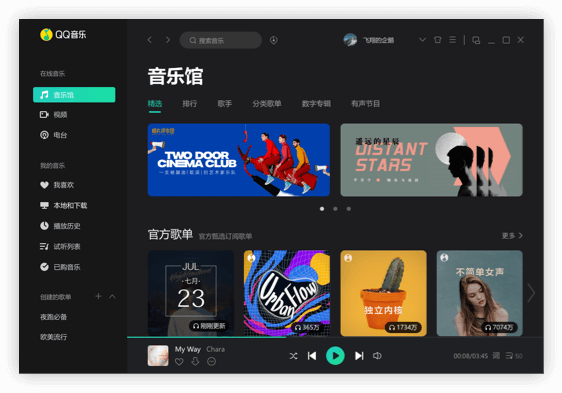 QQ音乐
搜索音乐
飞翔的企鹅
在线音乐
音乐馆
视频
电台
我的音乐
我喜欢
本地和下载
播放历史
试听列表
已购音乐
创建的歌单
夜跑必备
欧美流行
音乐馆
精选 排行 歌手 分类歌单 数字专辑 有声节目
TWO DOOR
CINEMA CLUB
遥远的星辰
DISTANT
STARS
官方歌单 官方甄选订阅歌单
更多
JUL
七月
23
刚刚更新
Urban Flow
365万
独立内核
1734万
不简单女声
7074万
My Way Chara
00:08/03:45 词 50